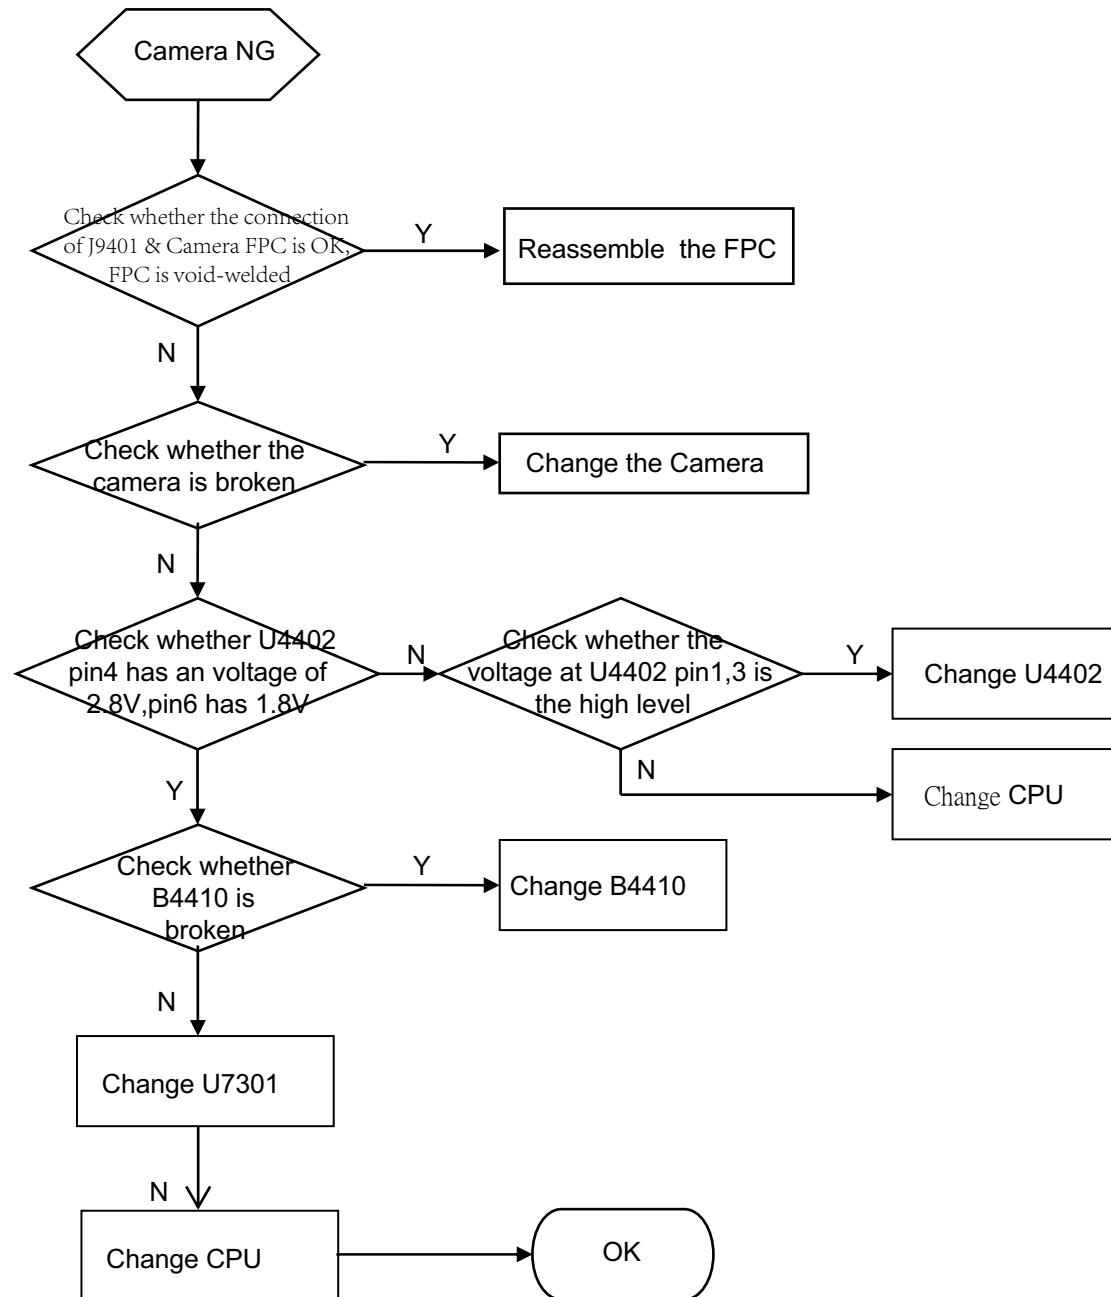 Camera NG
Check whether the connection
of J9401 & Camera FPC is OK,
FPC is void-welded
Y
Reassemble the FPC
N
Check whether the
camera is broken
Y
Change the Camera
N
Check whether U4402
pin4 has an voltage of
2.8V,pin6 has 1.8V
N
Check whether the
voltage at U4402 pin1,3 is
the high level
Y
Change U4402
N
Change CPU
Y
Check whether
B4410 is
broken
Y
Change B4410
N
Change U7301
N
Change CPU
OK